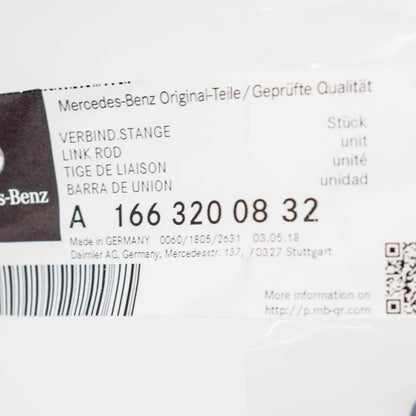 Mercedes-Benz Original-Teile/Geprüfte Qualität
VERBIND.STANGE
LINK ROD
TIGE DE LIAISON
BARRA DE UNION
Stück
unit
unité
unidad
s-Benz
A 166 320 08 32
Made in GERMANY 0060/1805/2631 03.05.18
Daimler AG, Germany, Mercedesstr. 137, 70327 Stuttgart
More information on
http://p.mb-qr.com/